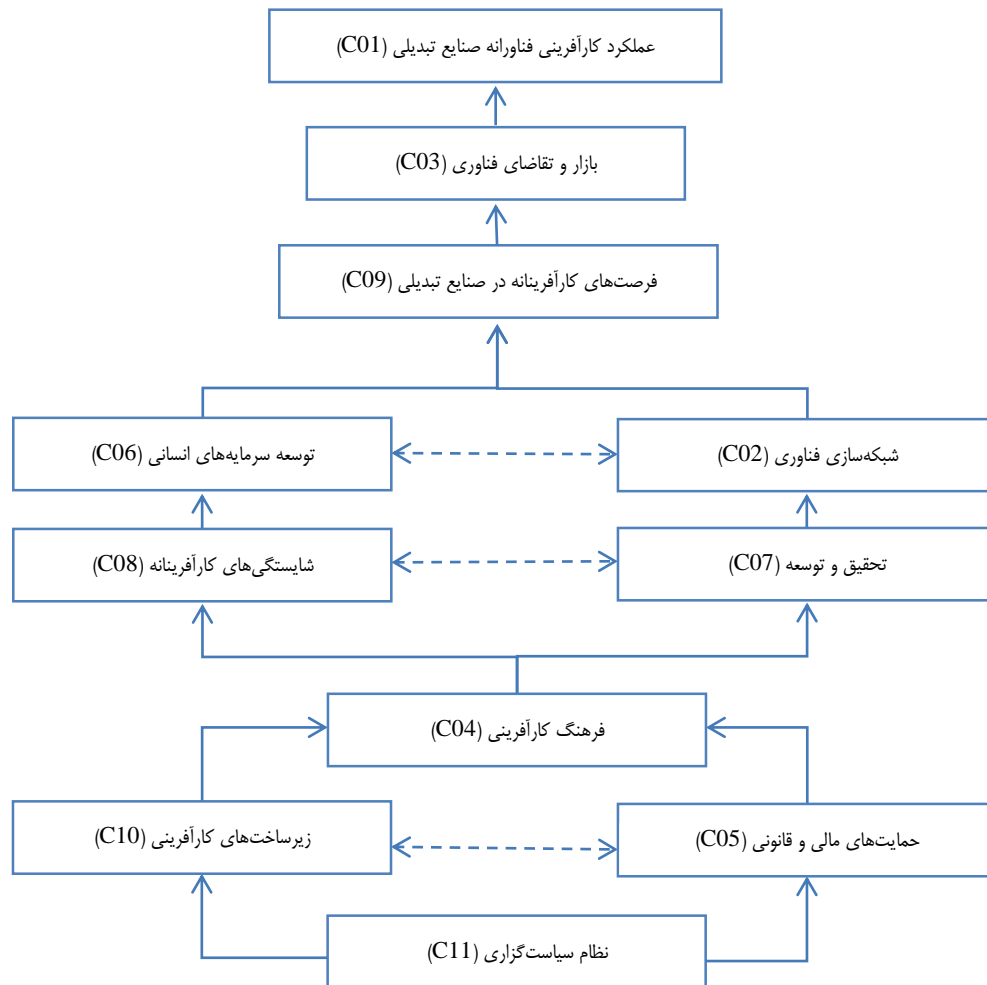 عملکرد کارآفرینی فناورانه صنایع تبدیلی (C01)
بازار و تقاضای فناوری (C03)
فرصت‌های کارآفرینانه در صنایع تبدیلی (C09)
شبکه‌سازی فناوری (C02)
توسعه سرمایه‌های انسانی (C06)
تحقیق و توسعه (C07)
شایستگی‌های کارآفرینانه (C08)
فرهنگ کارآفرینی (C04)
حمایت‌های مالی و قانونی (C05)
زیرساخت‌های کارآفرینی (C10)
نظام سیاست‌گزاری (C11)